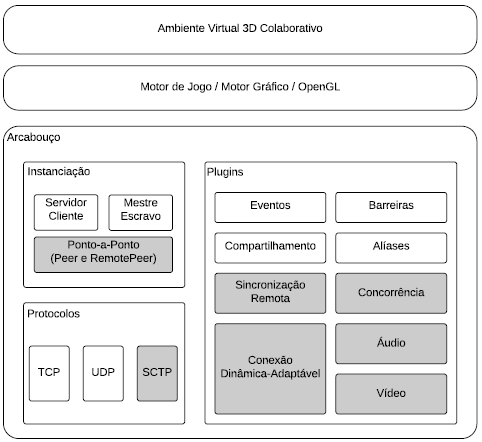 Ambiente Virtual 3D Colaborativo
Motor de Jogo / Motor Gráfico / OpenGL
Arcabouço
Instanciação
Servidor
Cliente
Mestre
Escravo
Ponto-a-Ponto
(Peer e RemotePeer)
Protocolos
TCP
UDP
SCTP
Plugins
Eventos
Barreiras
Compartilhamento
Alíases
Sincronização
Remota
Concorrência
Conexão
Dinâmica-Adaptável
Áudio
Vídeo